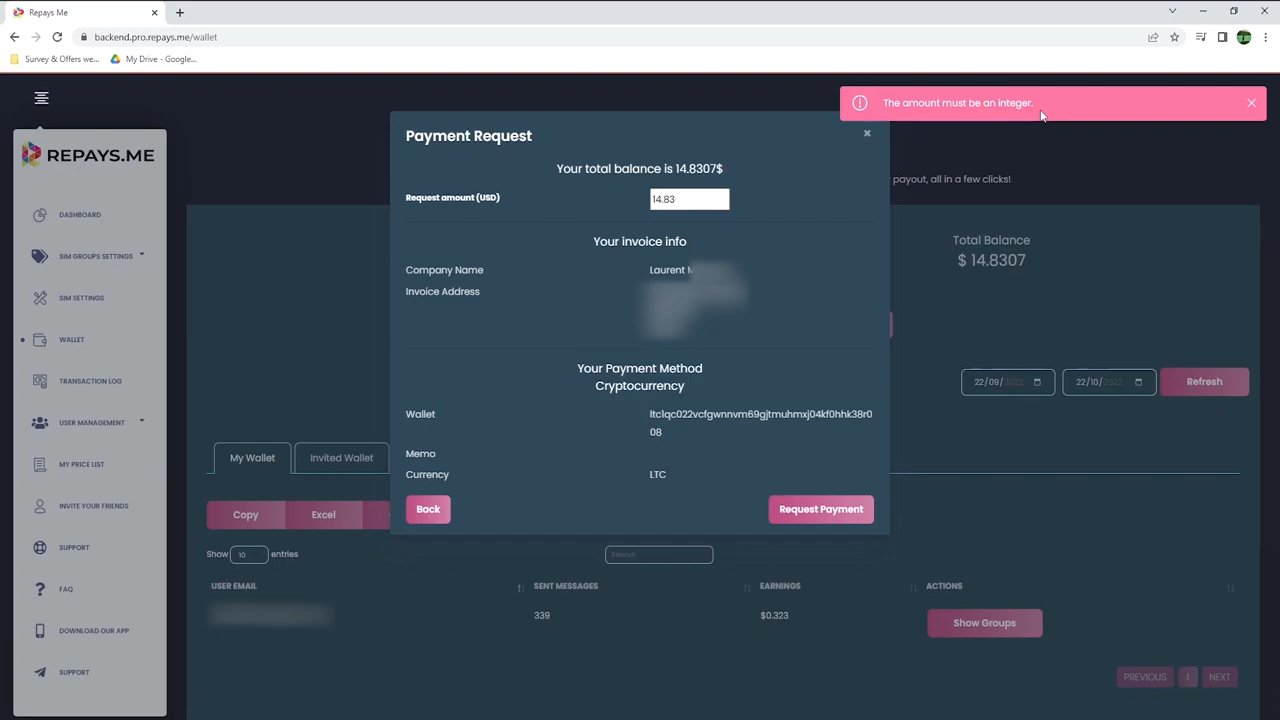 Repays Me
backend.pro.repays.me/wallet
Survey & Offers we...
My Drive - Google...
The amount must be an integer.
Payment Request
Your total balance is 14.8307$
Request amount (USD)
14.83
payout, all in a few clicks!
REPAYS.ME
DASHBOARD
SIM GROUPS SETTINGS
SIM SETTINGS
WALLET
TRANSACTION LOG
USER MANAGEMENT
MY PRICE LIST
INVITE YOUR FRIENDS
SUPPORT
FAQ
DOWNLOAD OUR APP
SUPPORT
Your invoice info
Company Name
Laurent M
Invoice Address
Total Balance
$ 14.8307
Your Payment Method
Cryptocurrency
Wallet
ltc1qc022vcfgwnnvm69gjtmuhmxj04kf0hhk38r0
08
Memo
Currency
LTC
Back
Request Payment
22/09/2022
22/10/2022
Refresh
My Wallet
Invited Wallet
Copy
Excel
Show 10 entries
Search
USER EMAIL
SENT MESSAGES
EARNINGS
ACTIONS
339
$0.323
Show Groups
PREVIOUS
1
NEXT